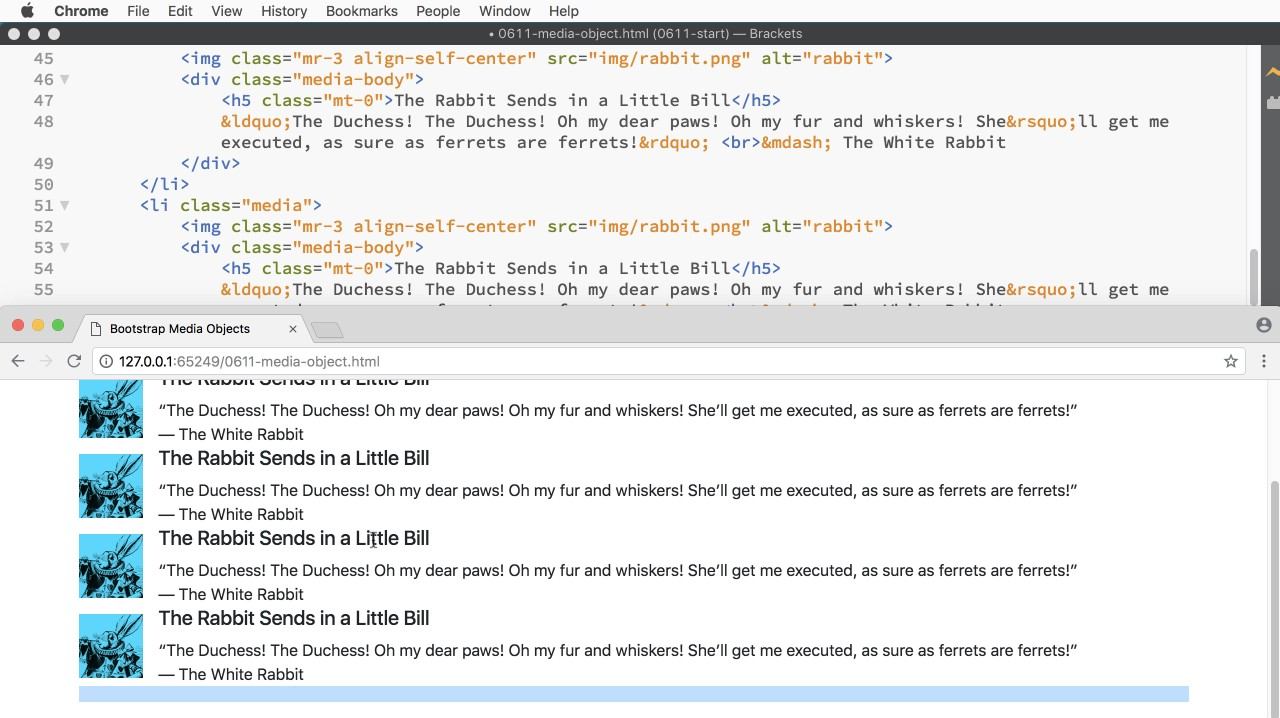 Chrome File Edit View History Bookmarks People Window Help
• 0611-media-object.html (0611-start) — Brackets
45 <img class="mr-3 align-self-center" src="img/rabbit.png" alt="rabbit">
46 <div class="media-body">
47 <h5 class="mt-0">The Rabbit Sends in a Little Bill</h5>
48 &ldquo;The Duchess! The Duchess! Oh my dear paws! Oh my fur and whiskers! She&rsquo;ll get me
executed, as sure as ferrets are ferrets!&rdquo; <br>&mdash; The White Rabbit
49 </div>
50 </li>
51 <li class="media">
52 <img class="mr-3 align-self-center" src="img/rabbit.png" alt="rabbit">
53 <div class="media-body">
54 <h5 class="mt-0">The Rabbit Sends in a Little Bill</h5>
55 &ldquo;The Duchess! The Duchess! Oh my dear paws! Oh my fur and whiskers! She&rsquo;ll get me
Bootstrap Media Objects
127.0.0.1:65249/0611-media-object.html
The Rabbit Sends in a Little Bill
“The Duchess! The Duchess! Oh my dear paws! Oh my fur and whiskers! She’ll get me executed, as sure as ferrets are ferrets!”
— The White Rabbit
The Rabbit Sends in a Little Bill
“The Duchess! The Duchess! Oh my dear paws! Oh my fur and whiskers! She’ll get me executed, as sure as ferrets are ferrets!”
— The White Rabbit
The Rabbit Sends in a Little Bill
“The Duchess! The Duchess! Oh my dear paws! Oh my fur and whiskers! She’ll get me executed, as sure as ferrets are ferrets!”
— The White Rabbit
The Rabbit Sends in a Little Bill
“The Duchess! The Duchess! Oh my dear paws! Oh my fur and whiskers! She’ll get me executed, as sure as ferrets are ferrets!”
— The White Rabbit